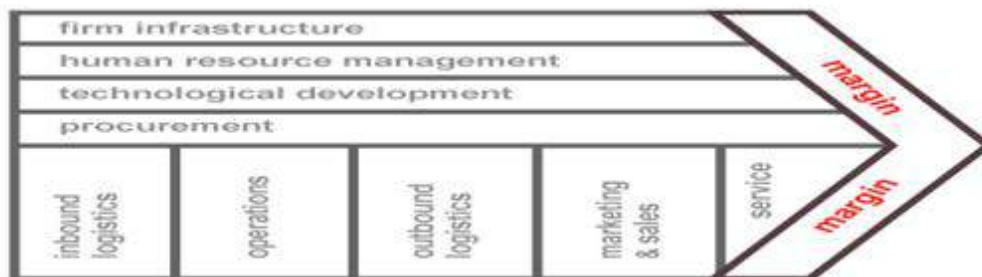 firm infrastructure
human resource management
technological development
procurement
inbound
logistics
operations
outbound
logistics
marketing
& sales
service
margin
margin